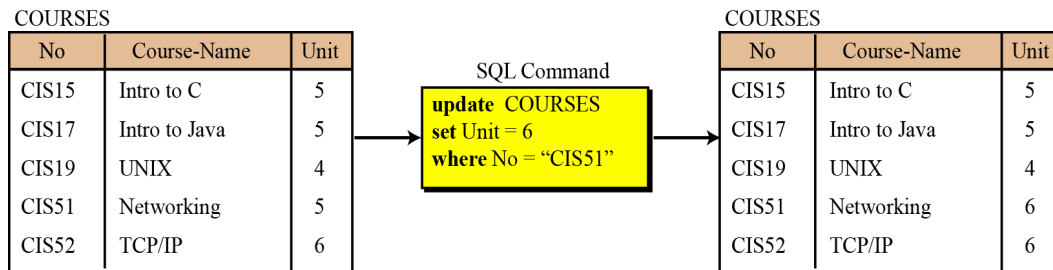 COURSES
No Course-Name Unit
CIS15 Intro to C 5
CIS17 Intro to Java 5
CIS19 UNIX 4
CIS51 Networking 5
CIS52 TCP/IP 6
SQL Command
update COURSES
set Unit = 6
where No = “CIS51”
COURSES
No Course-Name Unit
CIS15 Intro to C 5
CIS17 Intro to Java 5
CIS19 UNIX 4
CIS51 Networking 6
CIS52 TCP/IP 6